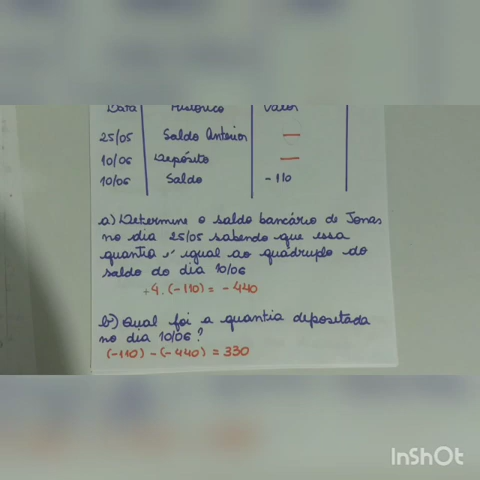 Data Histórico Valor
25/05 Saldo Anterior —
10/06 Depósito —
10/06 Saldo -110
a) Determine o saldo bancário de Jonas
no dia 25/05 sabendo que essa
quantia é igual ao quádruplo do
saldo do dia 10/06
+4.(-110) = -440
b) Qual foi a quantia depositada
no dia 10/06?
(-110) - (-440) = 330
InShOt